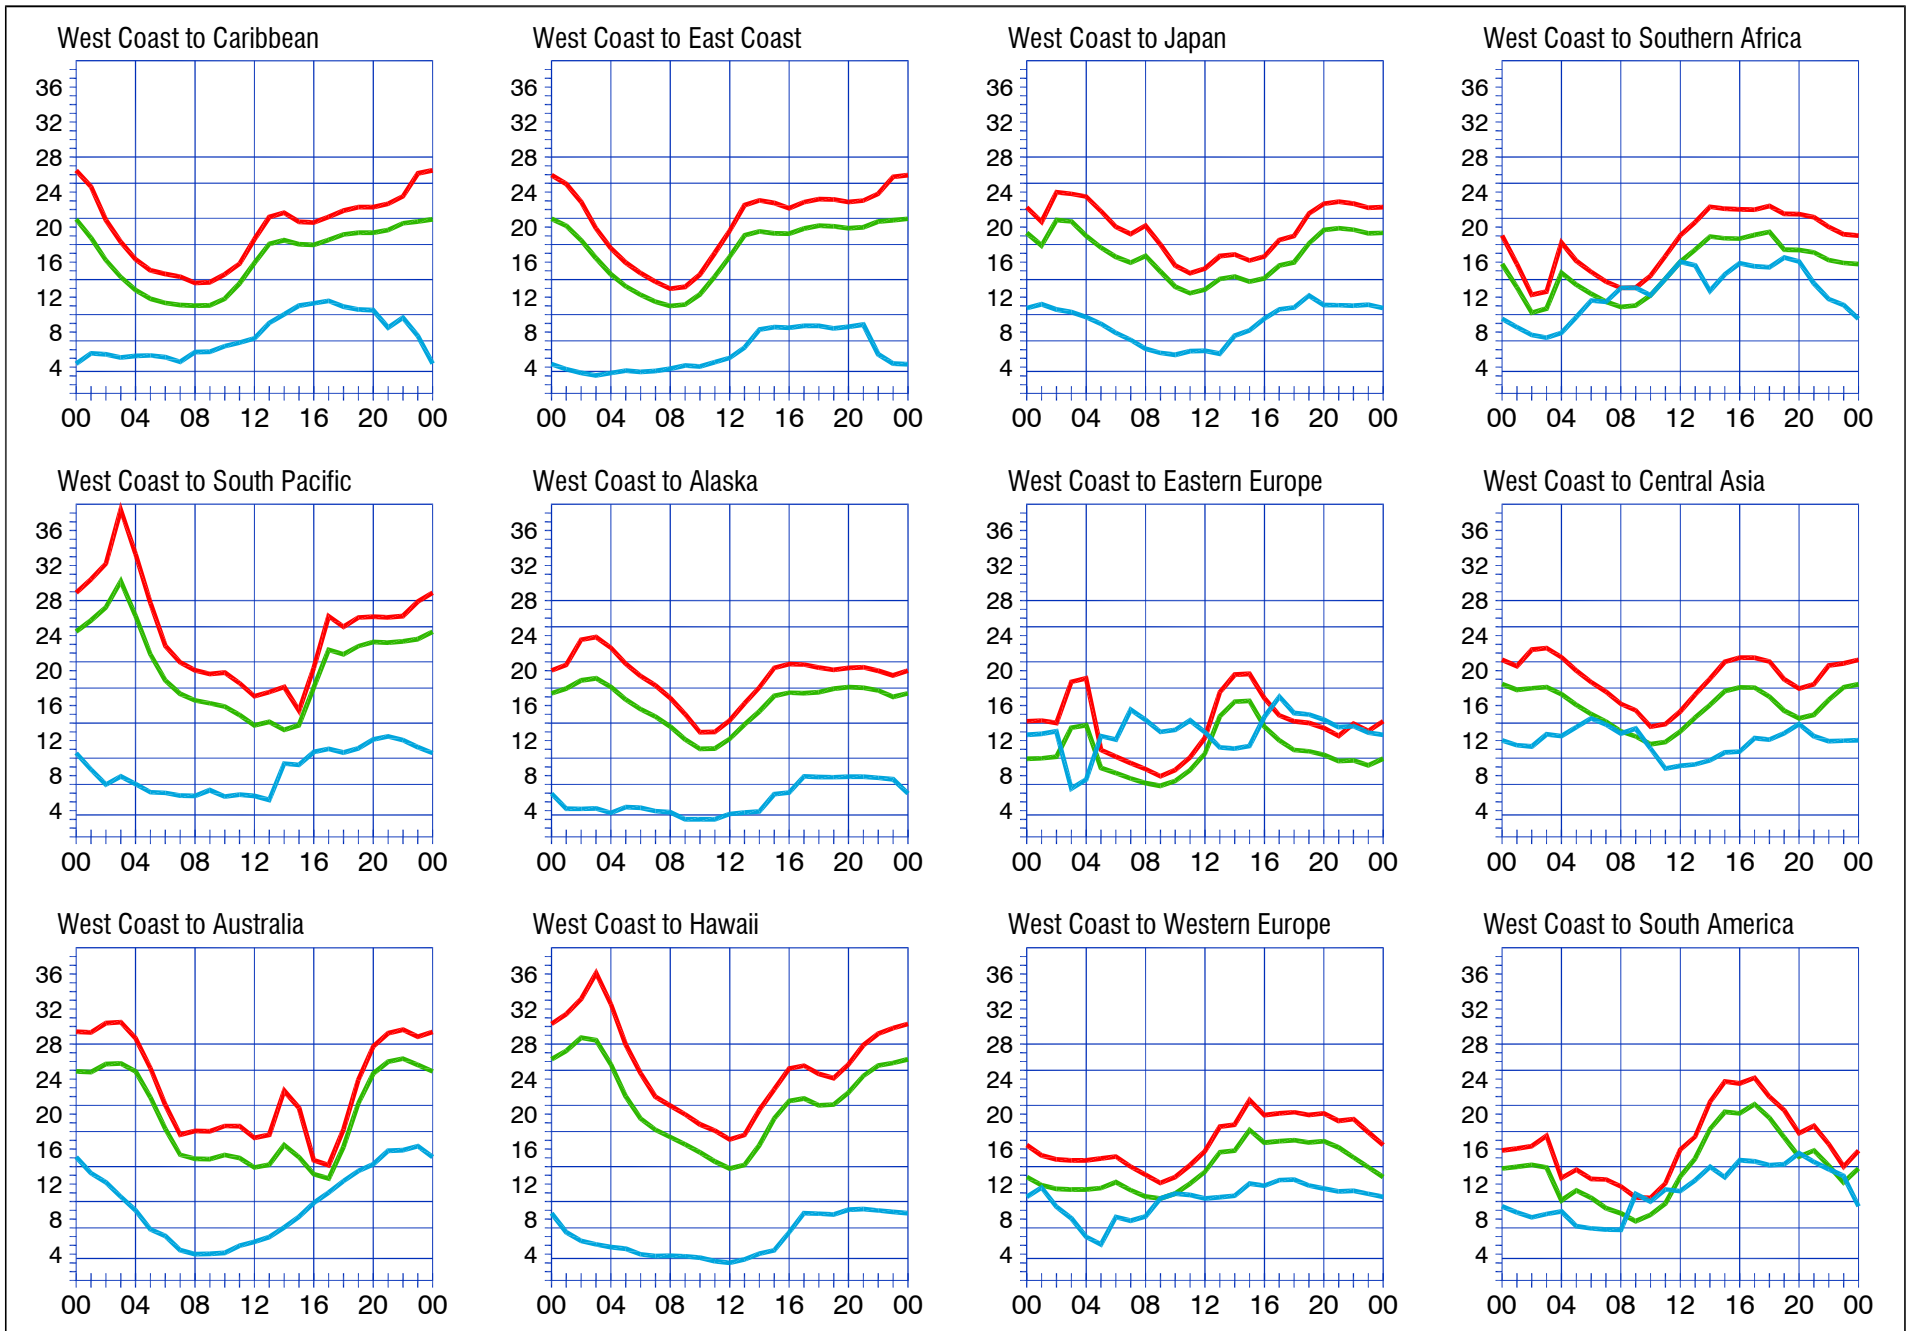 West Coast to Caribbean
West Coast to East Coast
West Coast to Japan
West Coast to Southern Africa
36 36 36 36
32 32 32 32
28 28 28 28
24 24 24 24
20 20 20 20
16 16 16 16
12 12 12 12
8 8 8 8
4 4 4 4
00 04 08 12 16 20 00 00 04 08 12 16 20 00 00 04 08 12 16 20 00 00 04 08 12 16 20 00
West Coast to South Pacific
West Coast to Alaska
West Coast to Eastern Europe
West Coast to Central Asia
36 36 36 36
32 32 32 32
28 28 28 28
24 24 24 24
20 20 20 20
16 16 16 16
12 12 12 12
8 8 8 8
4 4 4 4
00 04 08 12 16 20 00 00 04 08 12 16 20 00 00 04 08 12 16 20 00 00 04 08 12 16 20 00
West Coast to Australia
West Coast to Hawaii
West Coast to Western Europe
West Coast to South America
36 36 36 36
32 32 32 32
28 28 28 28
24 24 24 24
20 20 20 20
16 16 16 16
12 12 12 12
8 8 8 8
4 4 4 4
00 04 08 12 16 20 00 00 04 08 12 16 20 00 00 04 08 12 16 20 00 00 04 08 12 16 20 00